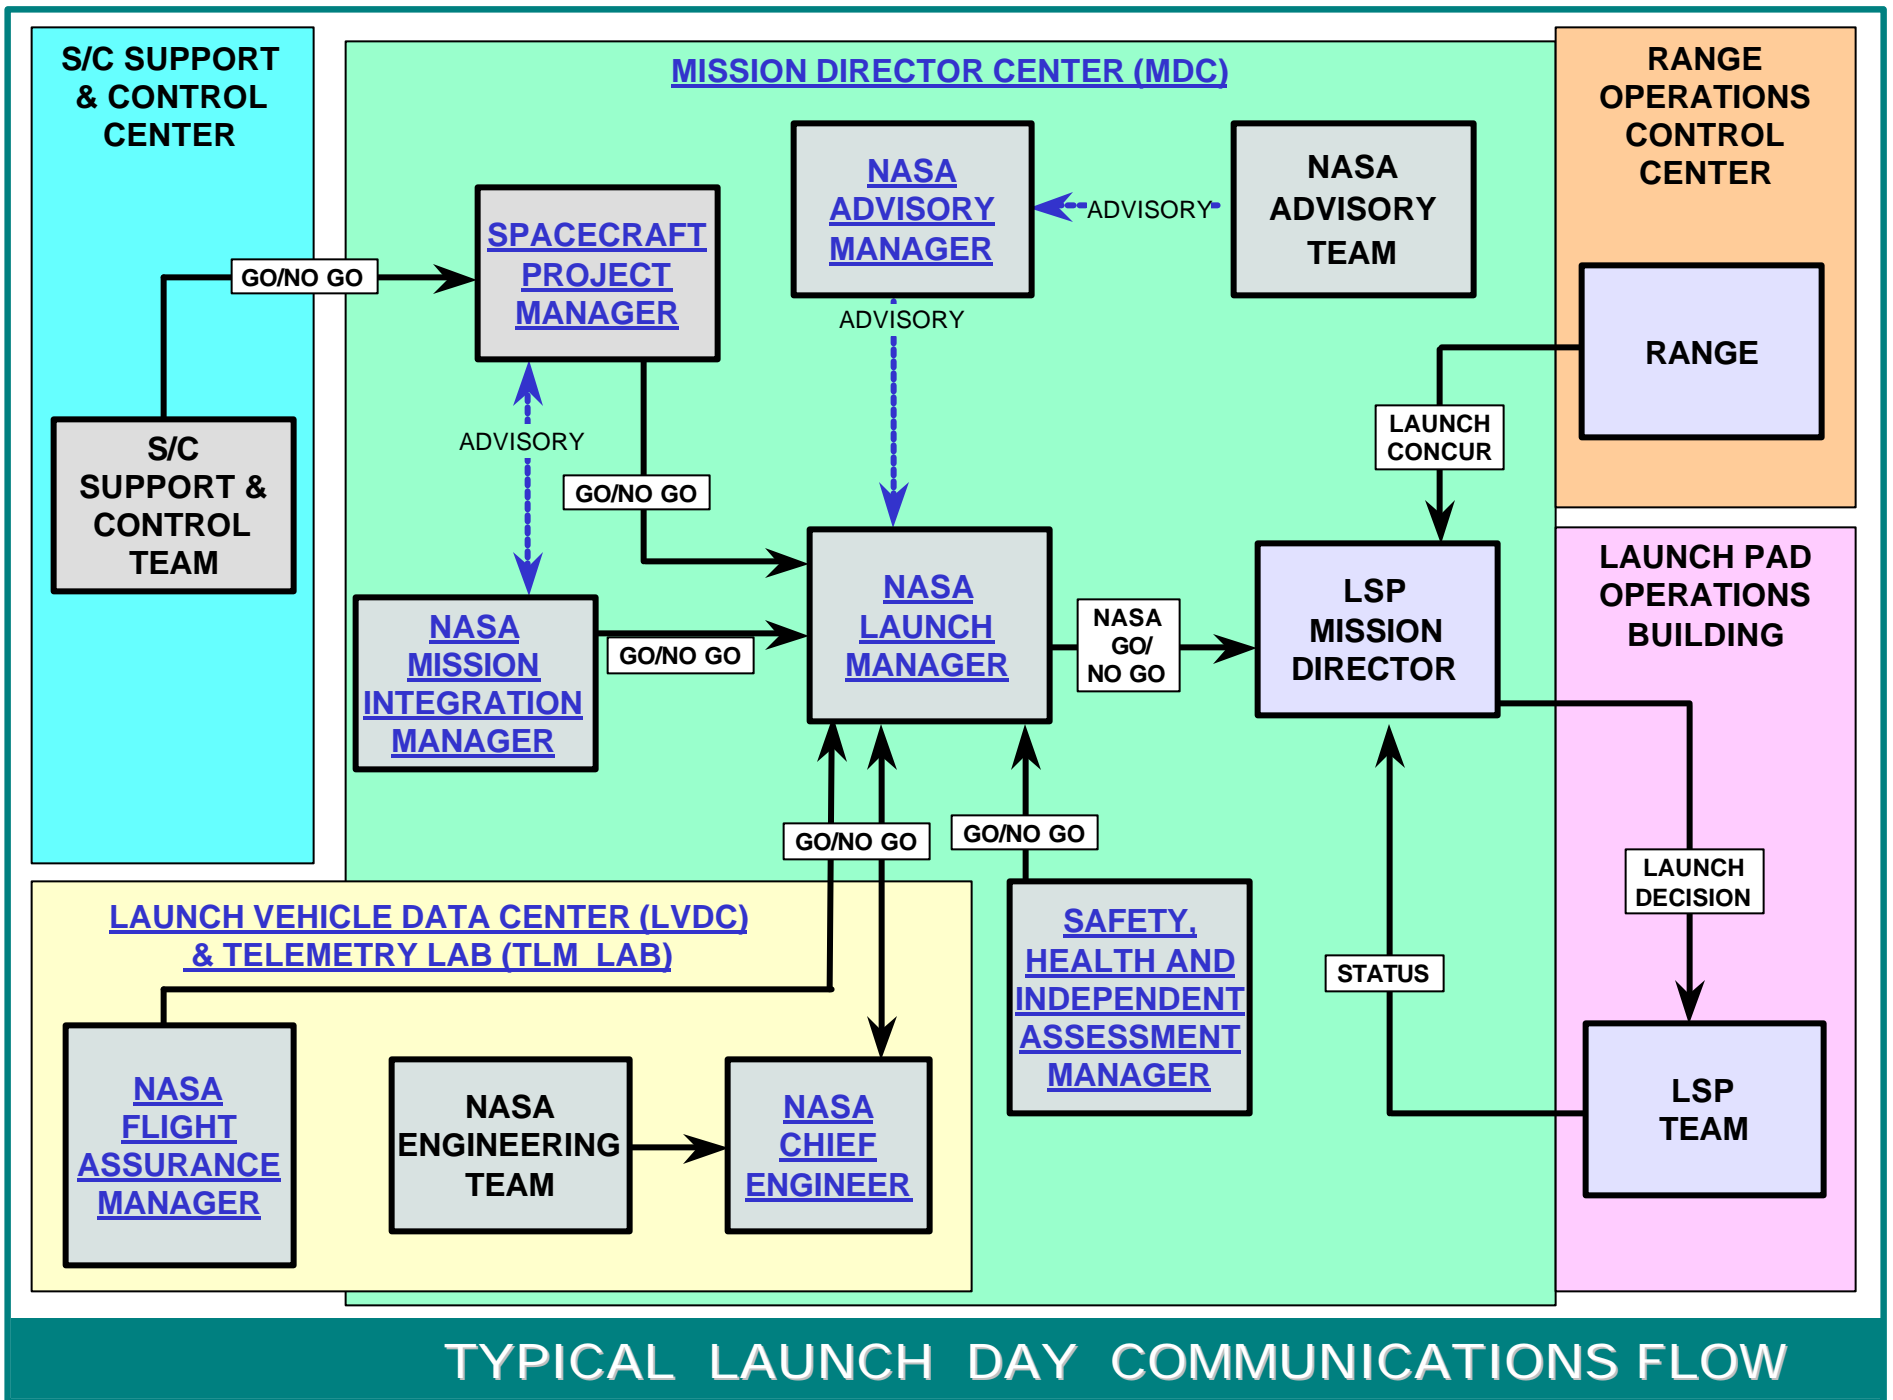 S/C SUPPORT
& CONTROL
CENTER
MISSION DIRECTOR CENTER (MDC)
RANGE
OPERATIONS
CONTROL
CENTER
NASA
ADVISORY
MANAGER
ADVISORY
NASA
ADVISORY
TEAM
SPACECRAFT
PROJECT
MANAGER
GO/NO GO
ADVISORY
RANGE
S/C
SUPPORT &
CONTROL
TEAM
ADVISORY
GO/NO GO
LAUNCH
CONCUR
NASA
MISSION
INTEGRATION
MANAGER
GO/NO GO
NASA
LAUNCH
MANAGER
NASA
GO/
NO GO
LSP
MISSION
DIRECTOR
LAUNCH PAD
OPERATIONS
BUILDING
GO/NO GO
GO/NO GO
LAUNCH
DECISION
LAUNCH VEHICLE DATA CENTER (LVDC)
& TELEMETRY LAB (TLM LAB)
SAFETY,
HEALTH AND
INDEPENDENT
ASSESSMENT
MANAGER
STATUS
NASA
FLIGHT
ASSURANCE
MANAGER
NASA
ENGINEERING
TEAM
NASA
CHIEF
ENGINEER
LSP
TEAM
TYPICAL LAUNCH DAY COMMUNICATIONS FLOW